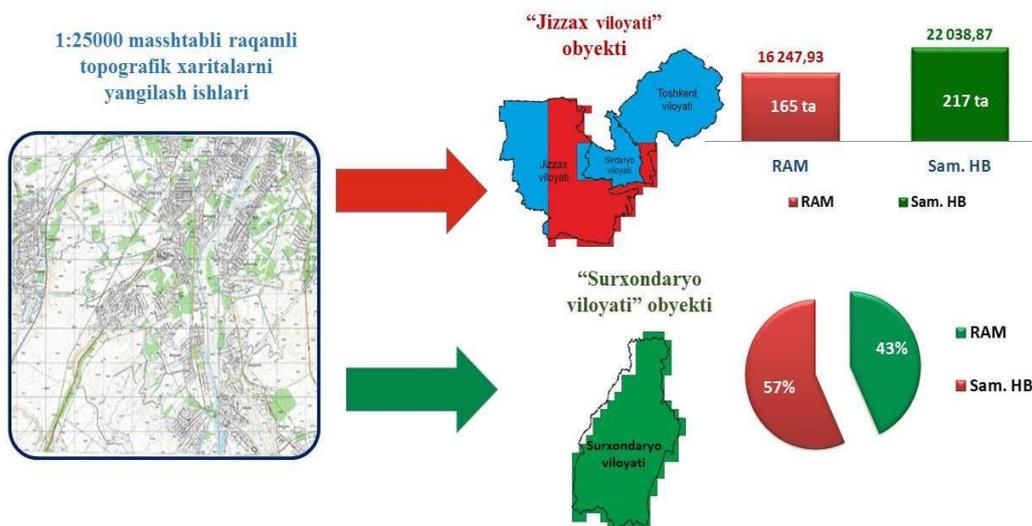 1:25000 masshtabli raqamli
topografik xaritalarni
yangilash ishlari
“Jizzax viloyati”
obyekti
Toshkent
viloyati
Jizzax
viloyati
Sirdaryo
viloyati
16 247,93
22 038,87
165 ta
217 ta
RAM
Sam. HB
RAM
Sam. HB
“Surxondaryo
viloyati” obyekti
Surxondaryo
viloyati
57%
43%
RAM
Sam. HB